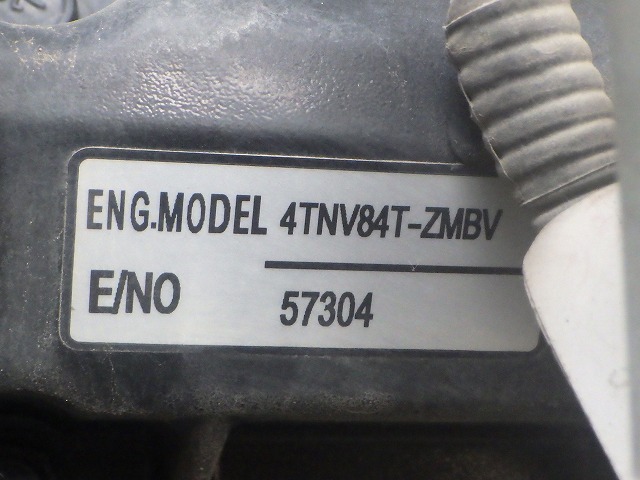 ENG.MODEL 4TNV84T-ZMBV
E/NO 57304